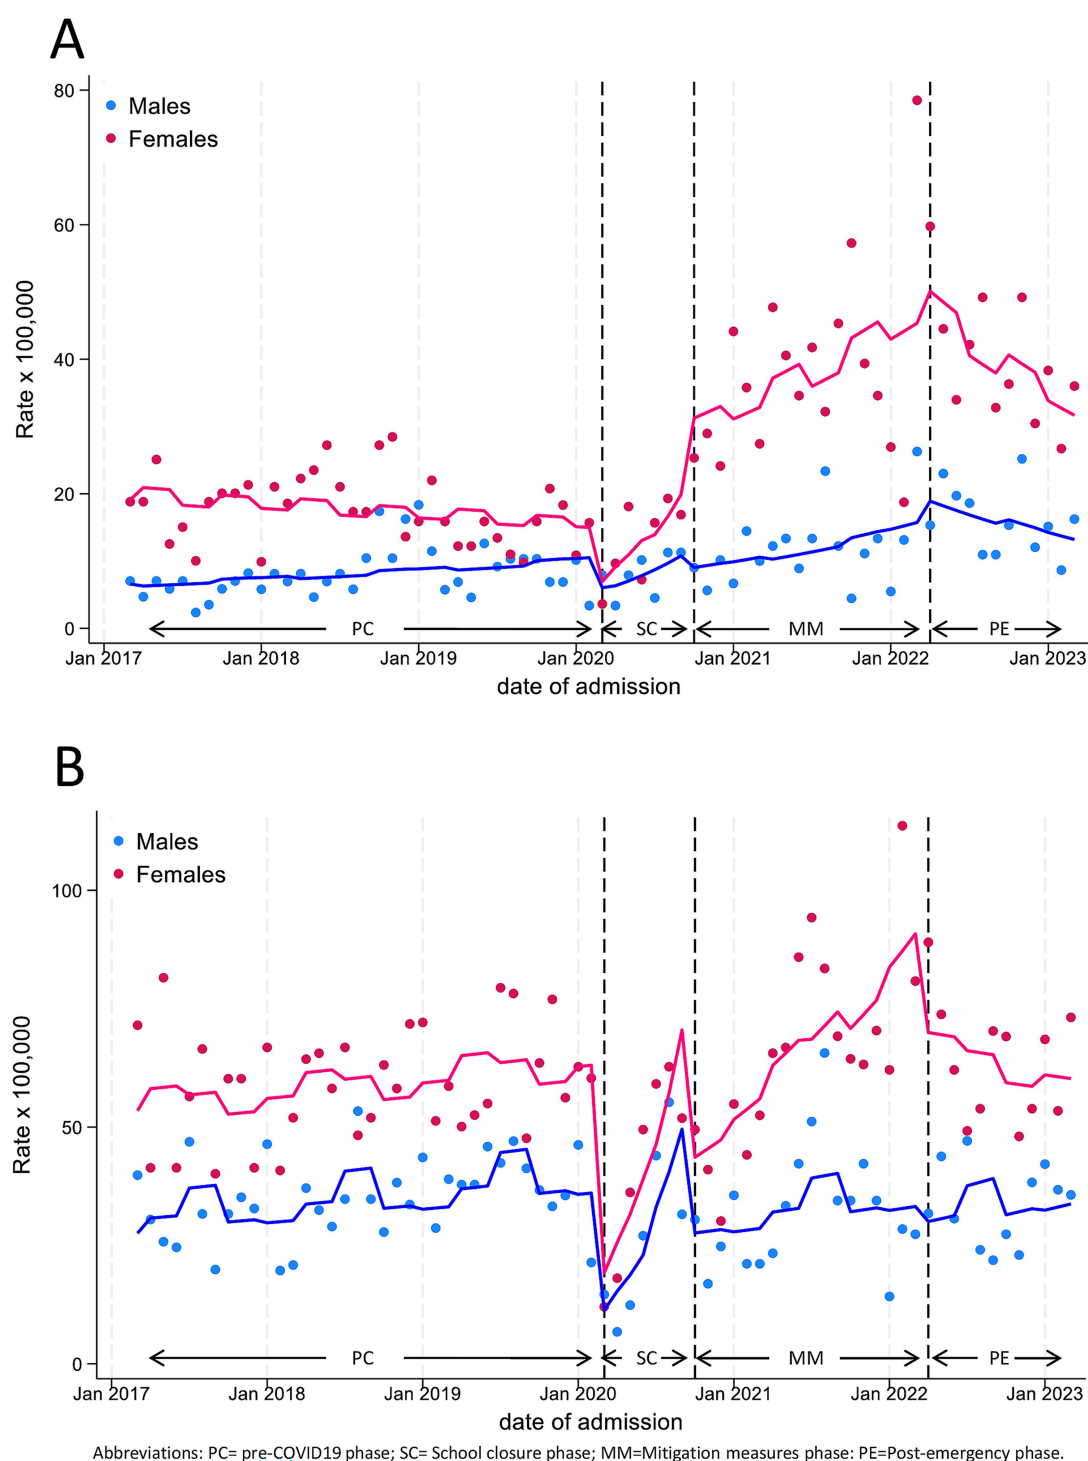 A
80
Males
Females
60
40
20
0
Rate x 100,000
PC
SC
MM
PE
Jan 2017
Jan 2018
Jan 2019
Jan 2020
Jan 2021
Jan 2022
Jan 2023
date of admission
B
Males
Females
100
50
0
Rate x 100,000
PC
SC
MM
PE
Jan 2017
Jan 2018
Jan 2019
Jan 2020
Jan 2021
Jan 2022
Jan 2023
date of admission
Abbreviations: PC= pre-COVID19 phase; SC= School closure phase; MM=Mitigation measures phase: PE=Post-emergency phase.